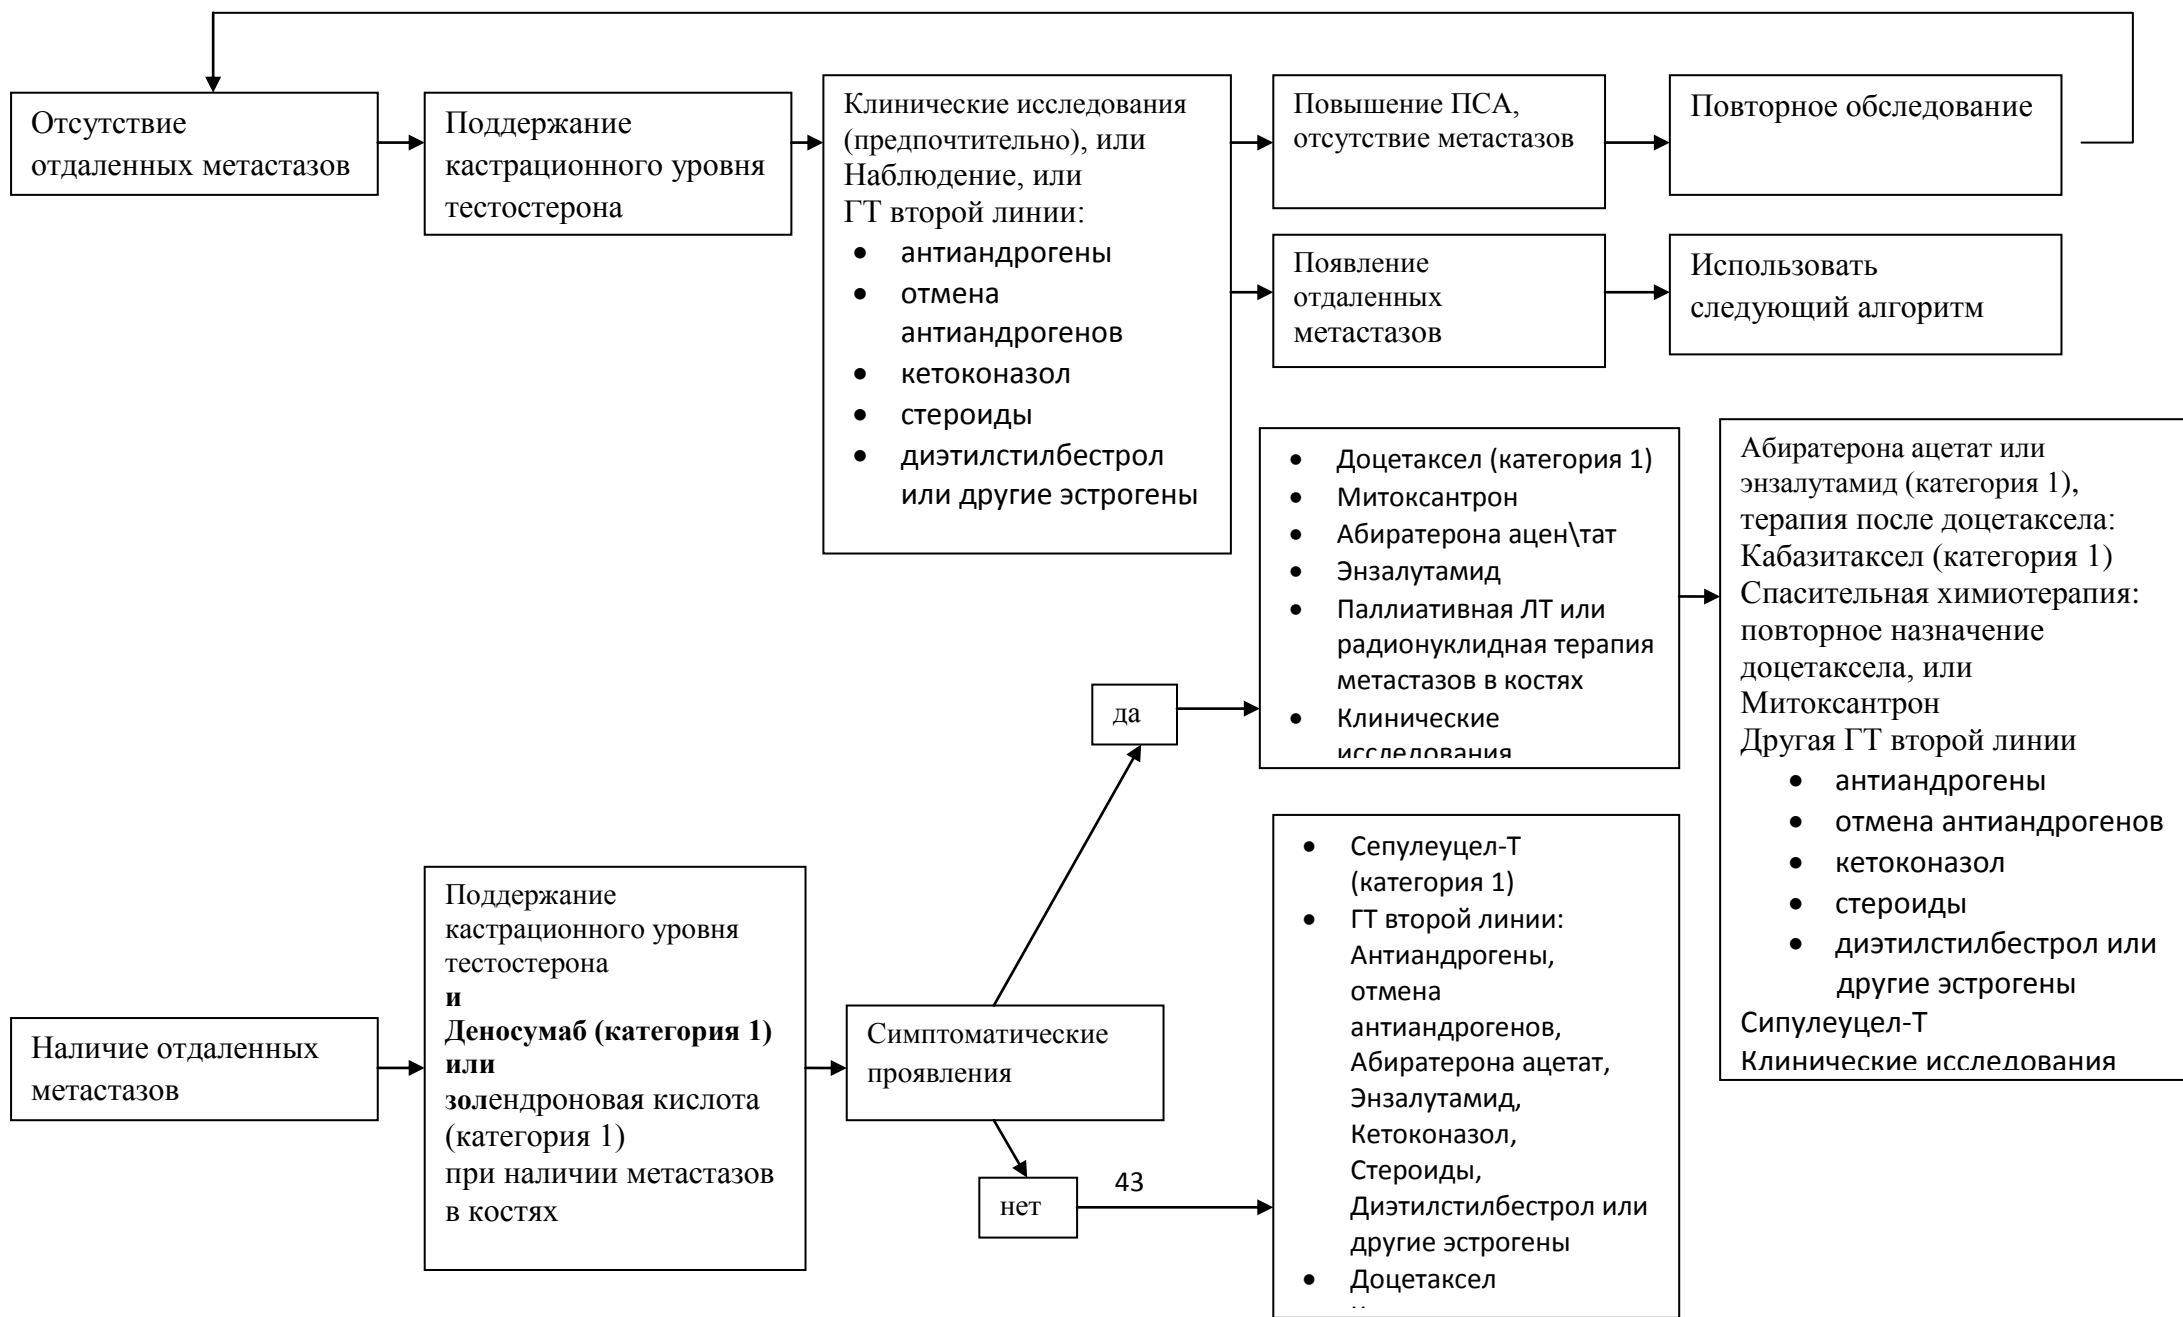 Отсутствие
отдаленных метастазов
Поддержание
кастрационного уровня
тестостерона
Клинические исследования
(предпочтительно), или
Наблюдение, или
ГТ второй линии:
• антиандрогены
• отмена
антиандрогенов
• кетоконазол
• стероиды
• диэтилстилбестрол
или другие эстрогены
Повышение ПСА,
отсутствие метастазов
Повторное обследование
Появление
отдаленных
метастазов
Использовать
следующий алгоритм
Наличие отдаленных
метастазов
Поддержание
кастрационного уровня
тестостерона
и
Деносумаб (категория 1)
или
золендроновая кислота
(категория 1)
при наличии метастазов
в костях
Симптоматические
проявления
да
• Доцетаксел (категория 1)
• Митоксантрон
• Абиратерона ацен\тат
• Энзалутамид
• Паллиативная ЛТ или
радионуклидная терапия
метастазов в костях
• Клинические
исследования
нет
43
• Сепулеуцел-Т
(категория 1)
• ГТ второй линии:
Антиандрогены,
отмена
антиандрогенов,
Абиратерона ацетат,
Энзалутамид,
Кетоконазол,
Стероиды,
Диэтилстилбестрол или
другие эстрогены
• Доцетаксел
Абиратерона ацетат или
энзалутамид (категория 1),
терапия после доцетаксела:
Кабазитаксел (категория 1)
Спасительная химиотерапия:
повторное назначение
доцетаксела, или
Митоксантрон
Другая ГТ второй линии
• антиандрогены
• отмена антиандрогенов
• кетоконазол
• стероиды
• диэтилстилбестрол или
другие эстрогены
Сипулеуцел-Т
Клинические исследования